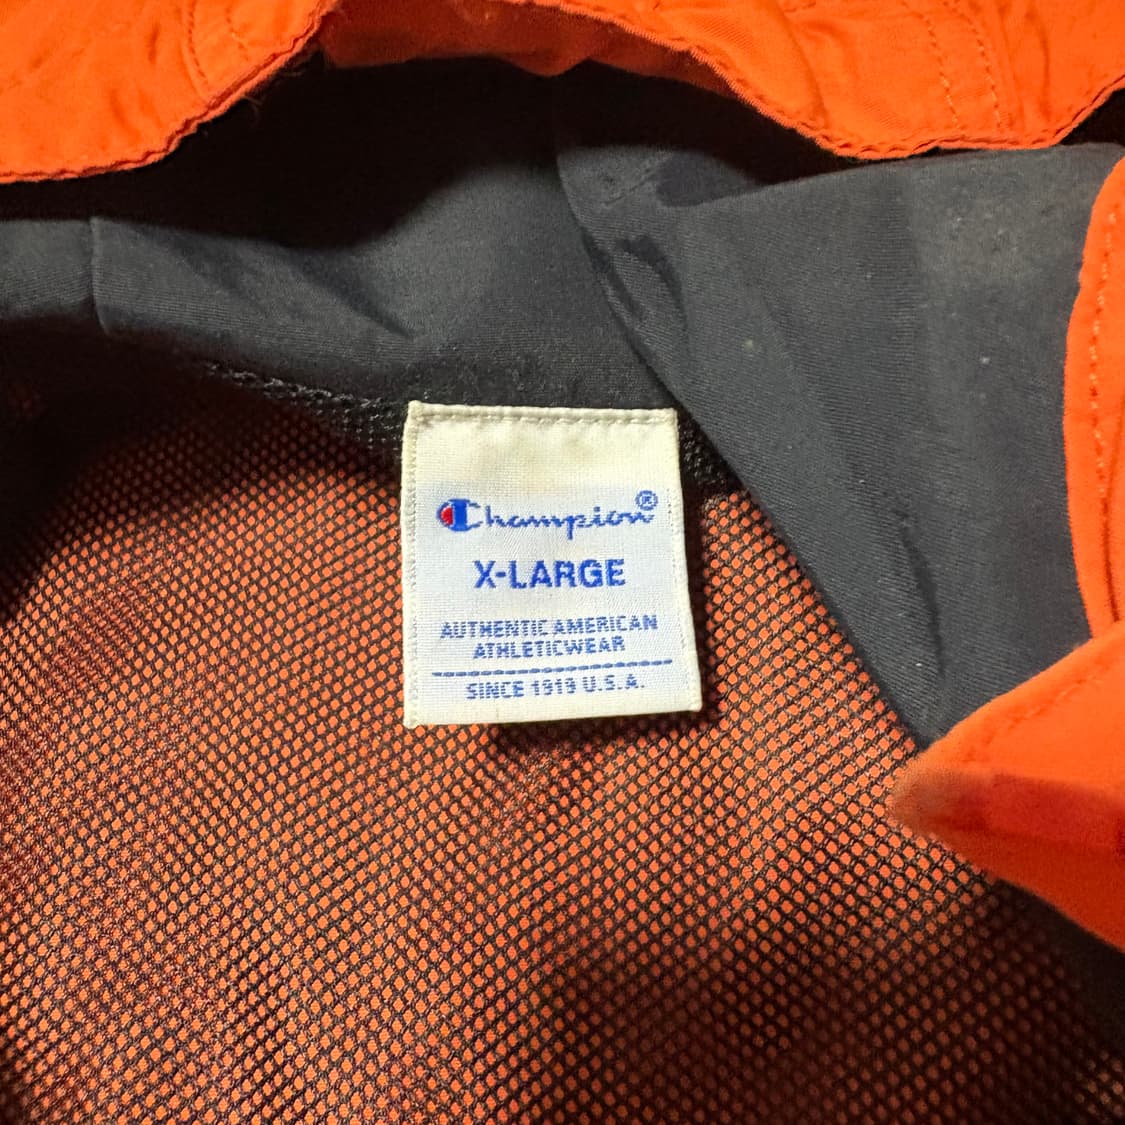 Champion®
X-LARGE
AUTHENTIC AMERICAN
ATHLETICWEAR
SINCE 1919 U.S.A.